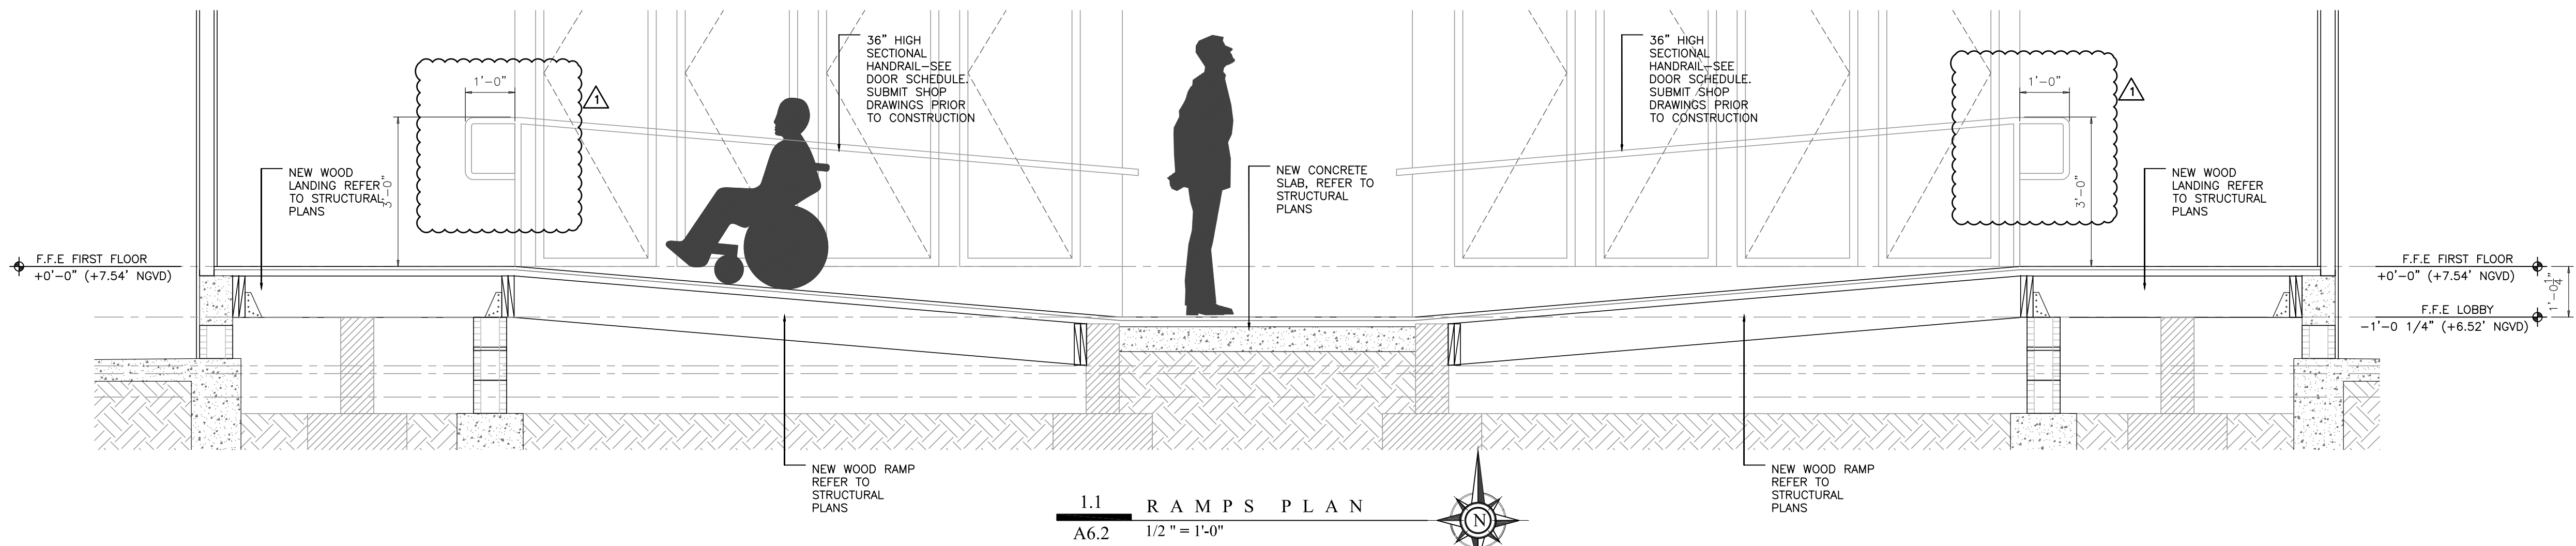 36" HIGH
SECTIONAL
HANDRAIL-SEE
DOOR SCHEDULE.
SUBMIT SHOP
DRAWINGS PRIOR
TO CONSTRUCTION
36" HIGH
SECTIONAL
HANDRAIL-SEE
DOOR SCHEDULE.
SUBMIT SHOP
DRAWINGS PRIOR
TO CONSTRUCTION
1'-0"
1
1'-0"
1
NEW WOOD
LANDING REFER
TO STRUCTURAL
PLANS
3'-0"
NEW CONCRETE
SLAB, REFER TO
STRUCTURAL
PLANS
3'-0"
NEW WOOD
LANDING REFER
TO STRUCTURAL
PLANS
F.F.E FIRST FLOOR
+0'-0" (+7.54' NGVD)
F.F.E FIRST FLOOR
+0'-0" (+7.54' NGVD)
1'-0 1/4"
F.F.E LOBBY
-1'-0 1/4" (+6.52' NGVD)
NEW WOOD RAMP
REFER TO
STRUCTURAL
PLANS
NEW WOOD RAMP
REFER TO
STRUCTURAL
PLANS
1.1
RAMPS PLAN
A6.2
1/2 " = 1'-0"
N